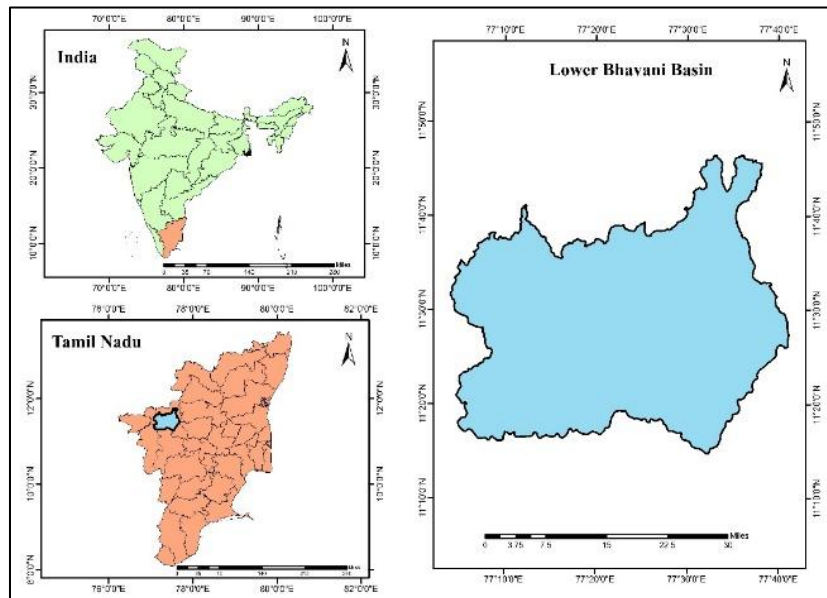 70°0'0"E 80°0'0"E 90°0'0"E 100°0'0"E
India
N
30°0'0"N
20°0'0"N
10°0'0"N
Miles
70°0'0"E 80°0'0"E 90°0'0"E 100°0'0"E
76°0'0"E 78°0'0"E 80°0'0"E 82°0'0"E
Tamil Nadu
N
12°0'0"N
10°0'0"N
8°0'0"N
76°0'0"E 78°0'0"E 80°0'0"E 82°0'0"E
77°10'0"E 77°20'0"E 77°30'0"E 77°40'0"E
Lower Bhavani Basin
N
11°50'0"N
11°40'0"N
11°30'0"N
11°20'0"N
11°10'0"N
Miles
0 3.75 7.5 15 22.5 30
77°10'0"E 77°20'0"E 77°30'0"E 77°40'0"E